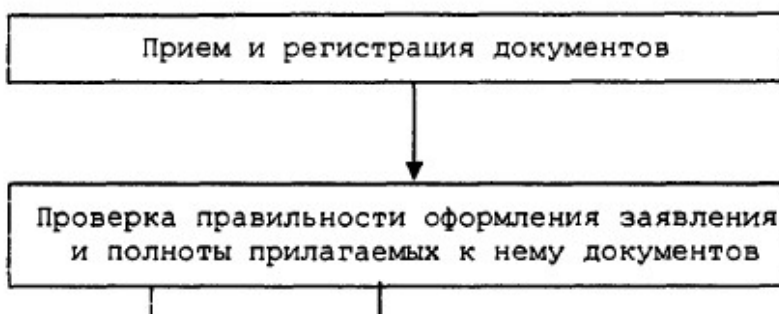 Прием и регистрация документов
Проверка правильности оформления заявления
и полноты прилагаемых к нему документов